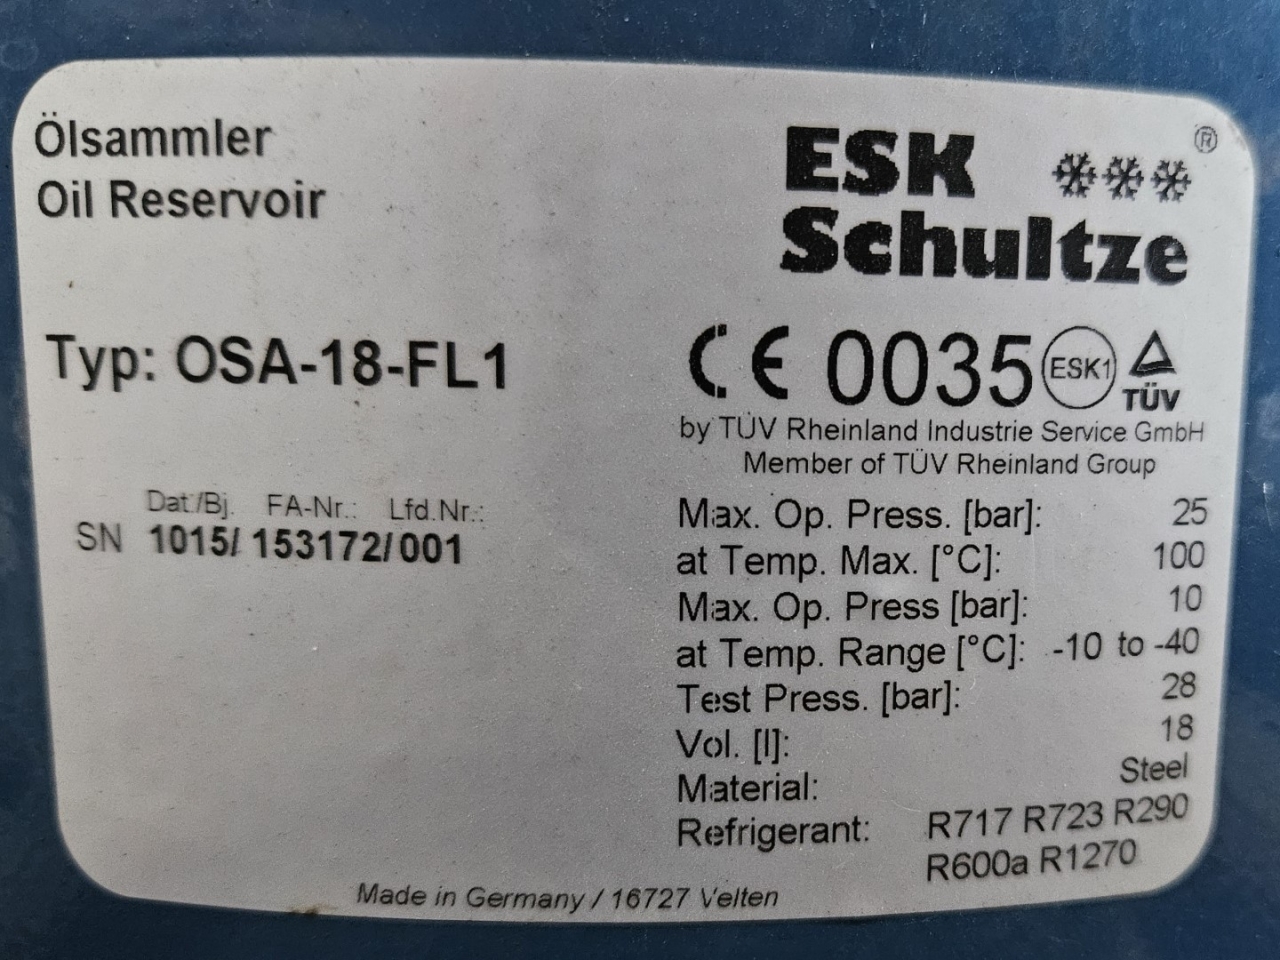 Ölsammler
Oil Reservoir
ESK
Schultze
®
Typ: OSA-18-FL1
CE 0035 ESK1 TÜV
by TÜV Rheinland Industrie Service GmbH
Member of TÜV Rheinland Group
Dat./Bj. FA-Nr.: Lfd.Nr.:
SN 1015/ 153172/001
Max. Op. Press. [bar]: 25
at Temp. Max. [°C]: 100
Max. Op. Press [bar]: 10
at Temp. Range [°C]: -10 to -40
Test Press. [bar]: 28
Vol. [l]: 18
Material: Steel
Refrigerant: R717 R723 R290
R600a R1270
Made in Germany / 16727 Velten